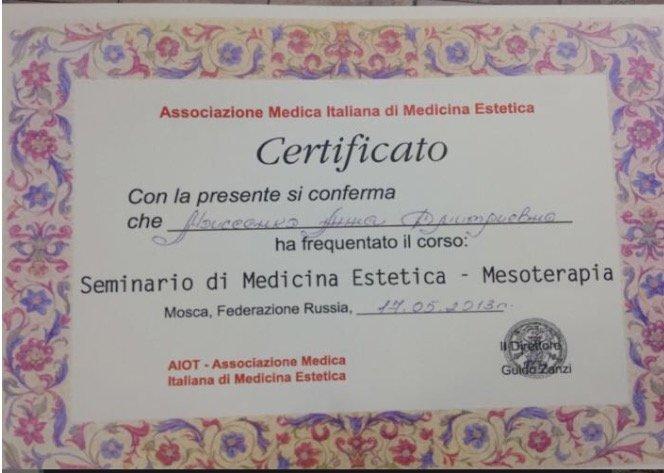 Associazione Medica Italiana di Medicina Estetica
Certificato
Con la presente si conferma
che Анна Дмитриевна
ha frequentato il corso:
Seminario di Medicina Estetica - Mesoterapia
Mosca, Federazione Russia, 17.05.2013г.
Il Direttore
Guido Zanzi
AIOT - Associazione Medica
Italiana di Medicina Estetica